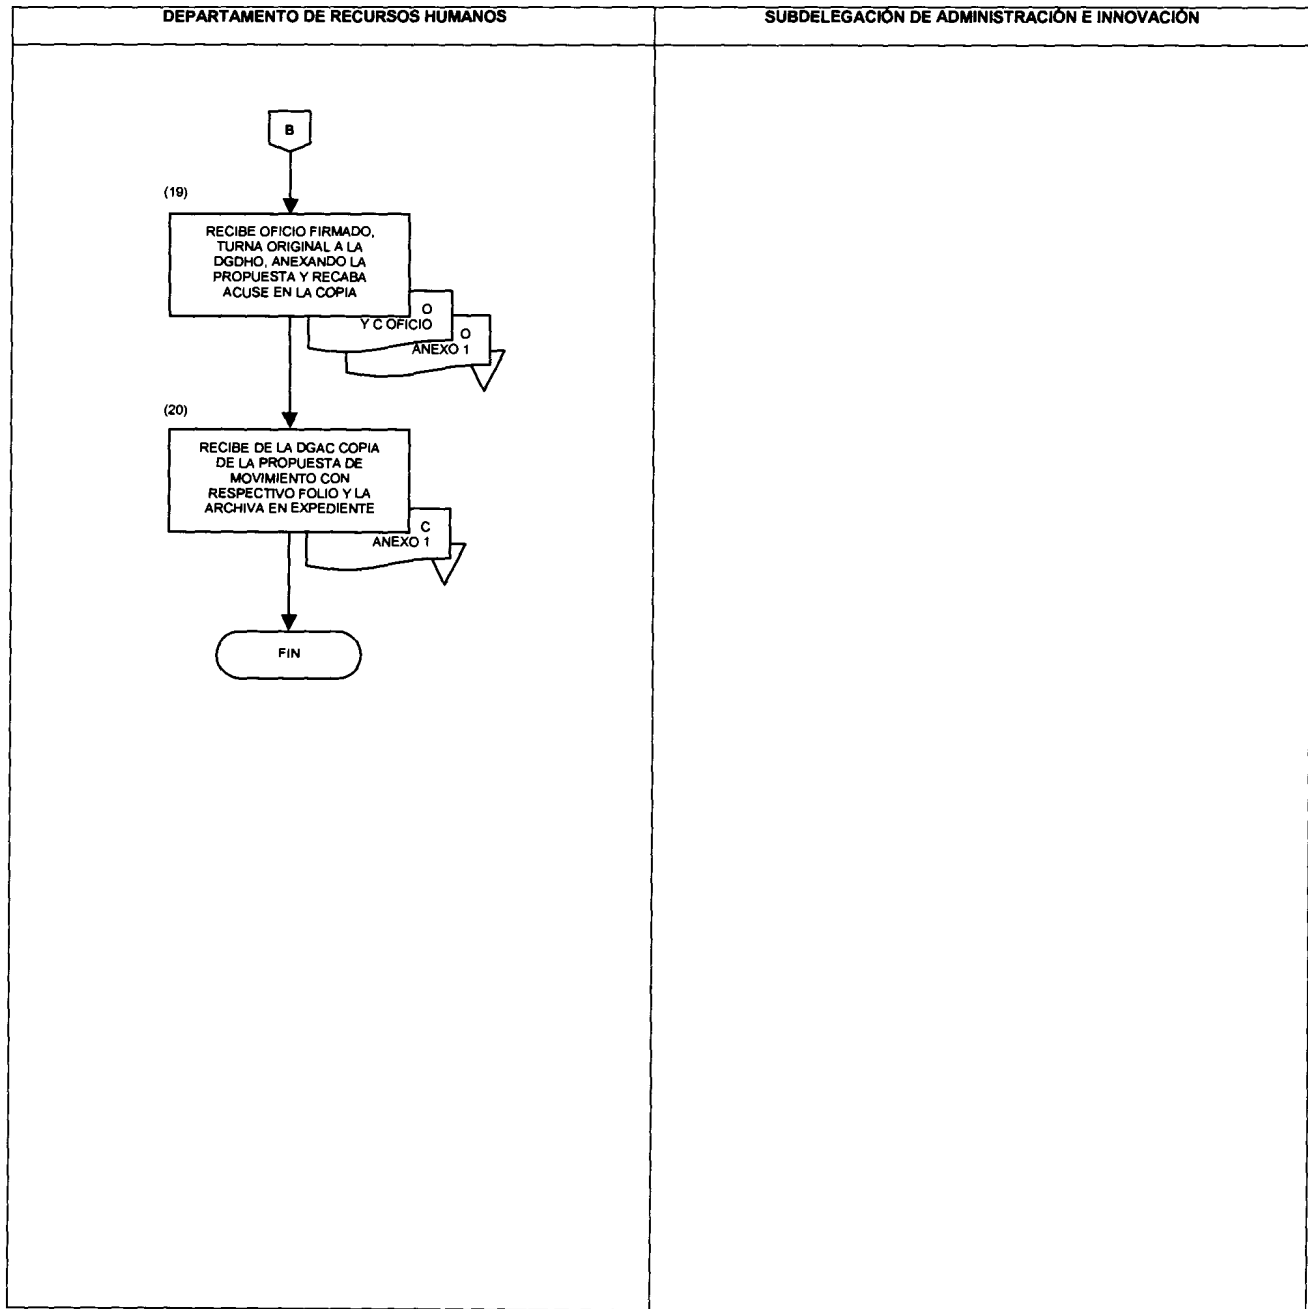 DEPARTAMENTO DE RECURSOS HUMANOS
SUBDELEGACIÓN DE ADMINISTRACIÓN E INNOVACIÓN
B
(19)
RECIBE OFICIO FIRMADO,
TURNA ORIGINAL A LA
DGDHO, ANEXANDO LA
PROPUESTA Y RECABA
ACUSE EN LA COPIA
O
Y C OFICIO
O
ANEXO 1
(20)
RECIBE DE LA DGAC COPIA
DE LA PROPUESTA DE
MOVIMIENTO CON
RESPECTIVO FOLIO Y LA
ARCHIVA EN EXPEDIENTE
C
ANEXO 1
FIN